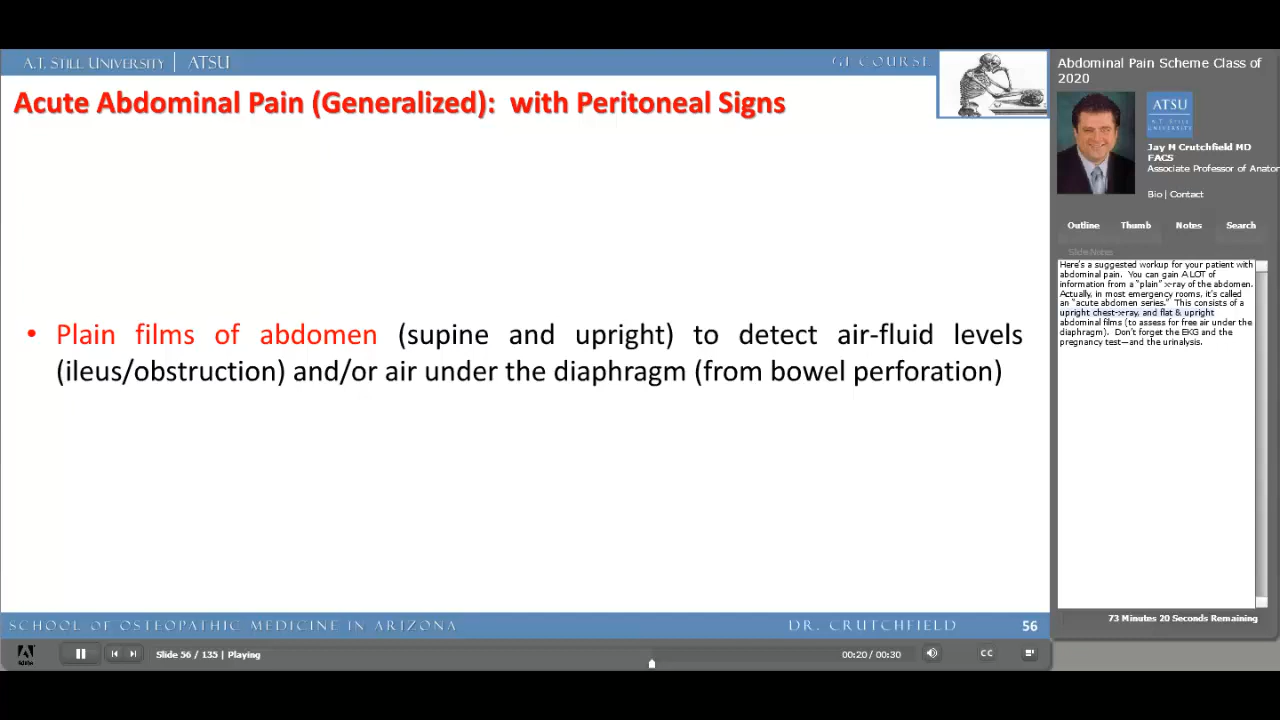 A.T. STILL UNIVERSITY | ATSU
GI COURSE
Acute Abdominal Pain (Generalized): with Peritoneal Signs
• Plain films of abdomen (supine and upright) to detect air-fluid levels
(ileus/obstruction) and/or air under the diaphragm (from bowel perforation)
SCHOOL OF OSTEOPATHIC MEDICINE IN ARIZONA
DR. CRUTCHFIELD
56
Abdominal Pain Scheme Class of
2020
ATSU
A.T. STILL
UNIVERSITY
Jay M Crutchfield MD
FACS
Associate Professor of Anator
Bio | Contact
Outline Thumb Notes Search
Slide Notes
Here's a suggested workup for your patient with
abdominal pain. You can gain A LOT of
information from a "plain" x-ray of the abdomen.
Actually, in most emergency rooms, it's called
an "acute abdomen series." This consists of a
upright chest-xray, and flat & upright
abdominal films (to assess for free air under the
diaphragm). Don't forget the EKG and the
pregnancy test—and the urinalysis.
73 Minutes 20 Seconds Remaining
Adobe
Slide 56 / 135 | Playing
00:20 / 00:30
CC